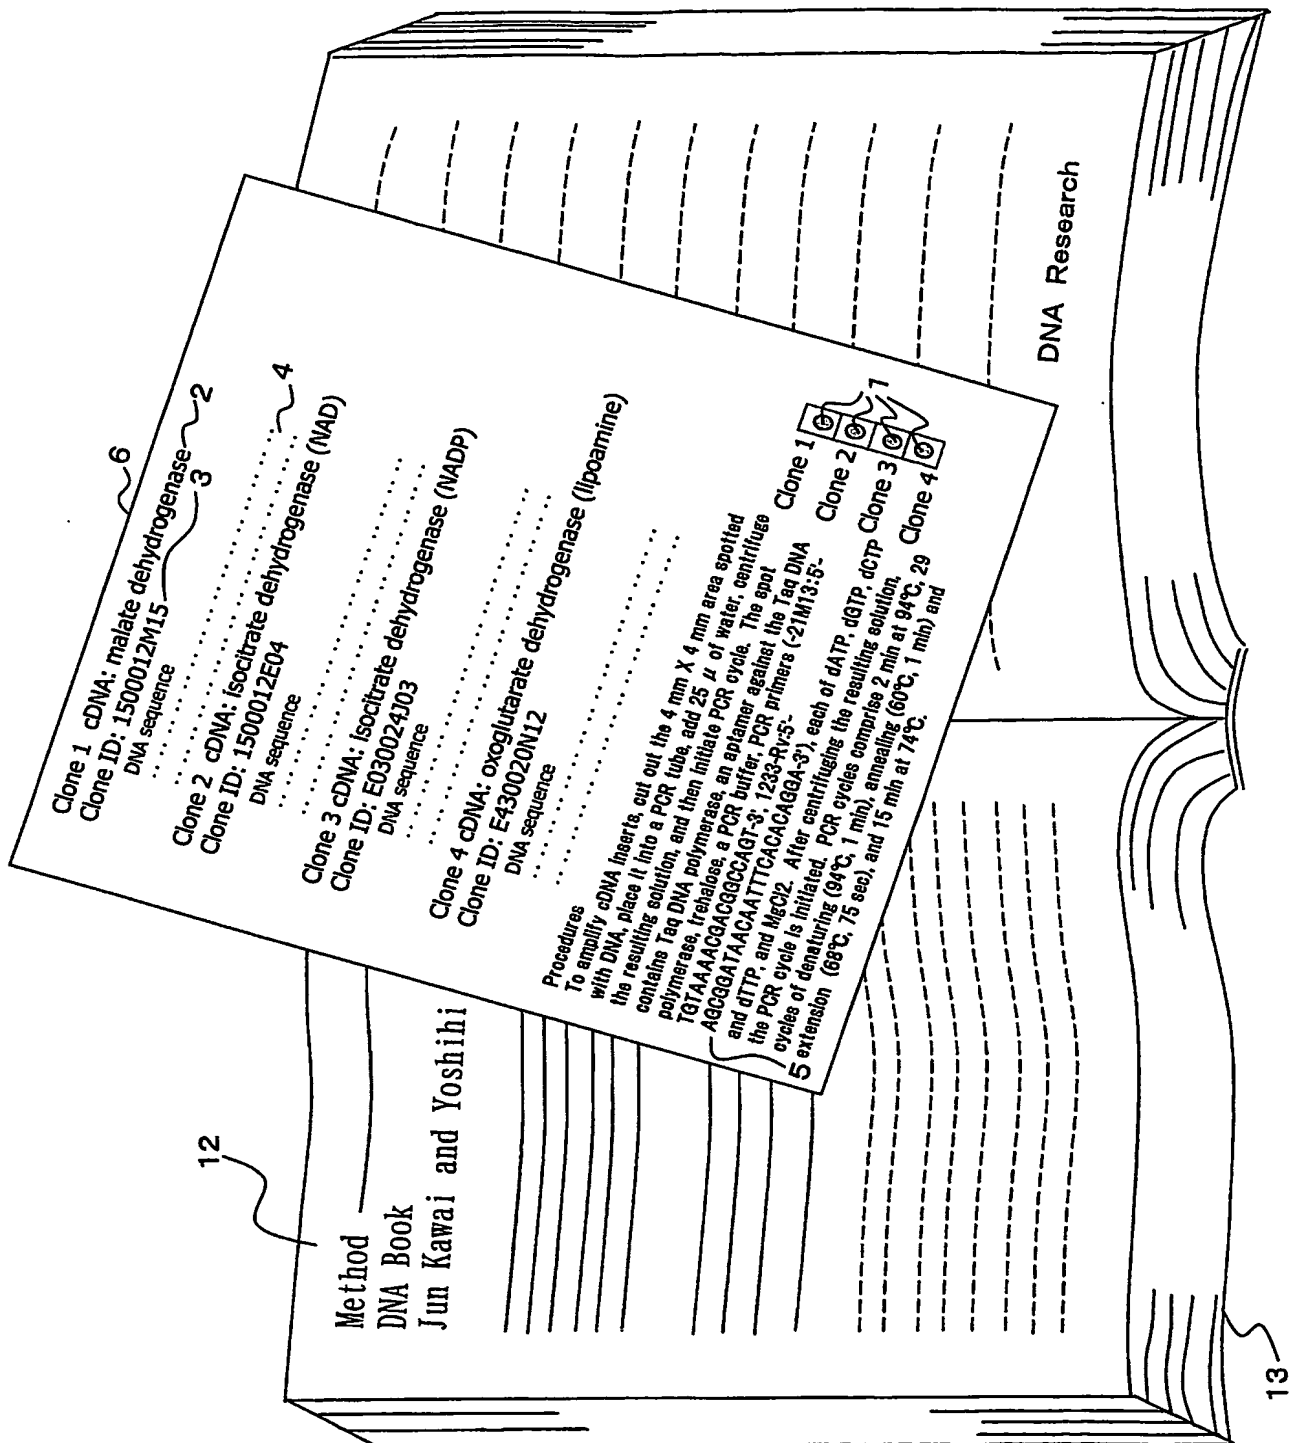 12
Method
DNA Book
Jun Kawai and Yoshihi
6
Clone 1 cDNA: malate dehydrogenase
2
Clone ID: 1500012M15
3
DNA sequence
4
Clone 2 cDNA: isocitrate dehydrogenase (NAD)
Clone ID: 1500012E04
DNA sequence
Clone 3 cDNA: isocitrate dehydrogenase (NADP)
Clone ID: E030024J03
DNA sequence
Clone 4 cDNA: oxoglutarate dehydrogenase (lipoamine)
Clone ID: E430020N12
DNA sequence
Procedures
To amplify cDNA inserts, cut out the 4 mm X 4 mm area spotted
with DNA, place it into a PCR tube, add 25 μ of water, centrifuge
the resulting solution, and then initiate PCR cycle. The spot
contains Taq DNA polymerase, an aptamer against the Taq DNA
polymerase, trehalose, a PCR buffer, PCR primers (-21M13:5'-
TGTAAAACGACGGCCAGT-3', 1233-Rv:5'-
AGCGGATAACAATTTCACACAGGA-3'), each of dATP, dGTP, dCTP
and dTTP, and MgCl2. After centrifuging the resulting solution,
the PCR cycle is initiated. PCR cycles comprise 2 min at 94℃, 29
cycles of denaturing (94℃, 1 min), annealing (60℃, 1 min) and
extension (68℃, 75 sec), and 15 min at 74℃.
5
Clone 1
Clone 2
Clone 3
Clone 4
1
DNA Research
13